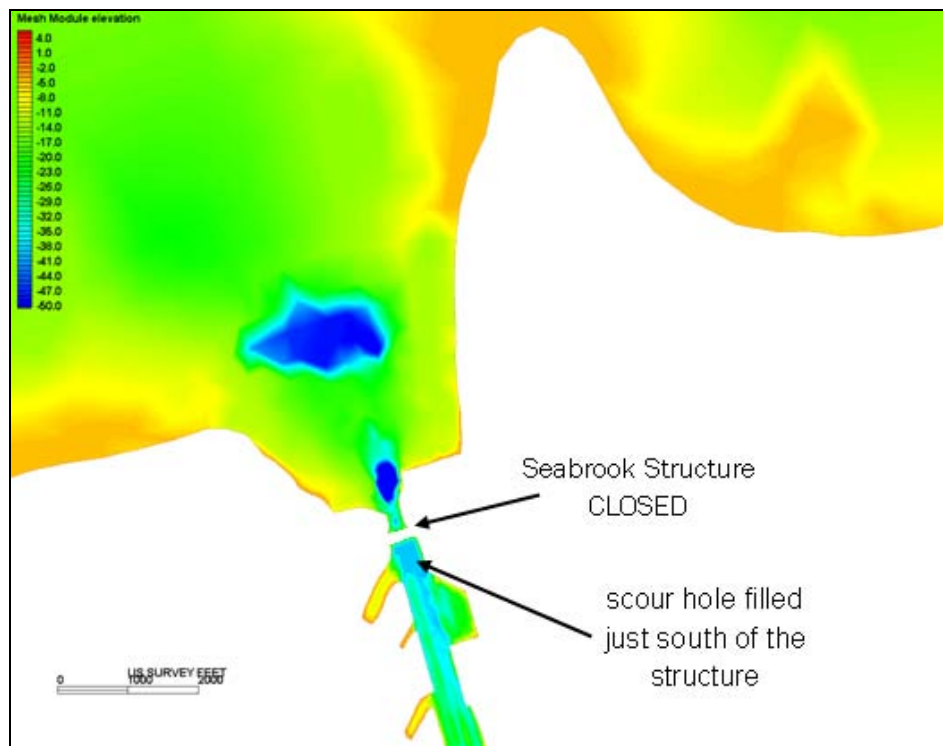 Mesh Module elevation
4.0
1.0
-2.0
-5.0
-8.0
-11.0
-14.0
-17.0
-20.0
-23.0
-26.0
-29.0
-32.0
-35.0
-38.0
-41.0
-44.0
-47.0
-50.0
Seabrook Structure
CLOSED
scour hole filled
just south of the
structure
US SURVEY FEET
0 1000 2000